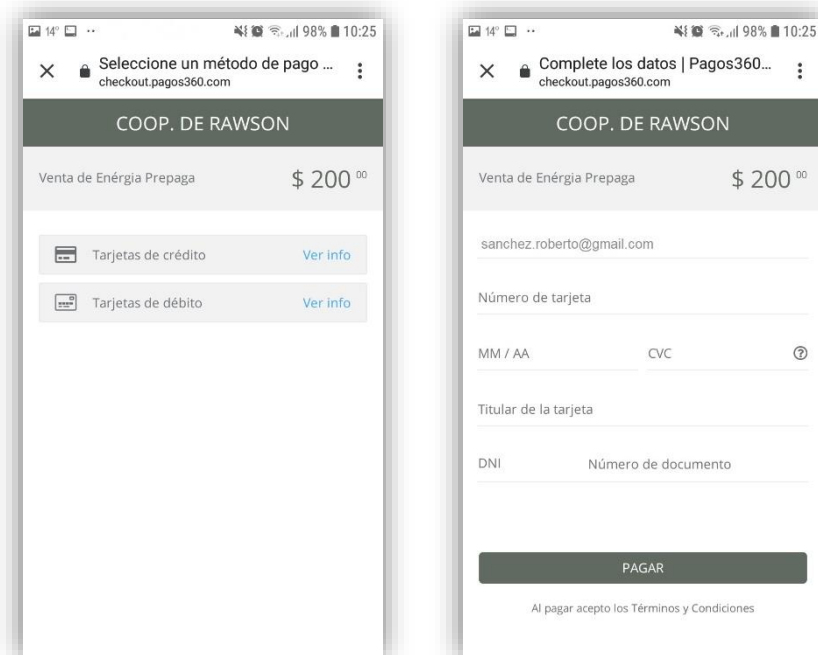 14° 98% 10:25
Seleccione un método de pago ...
checkout.pagos360.com
COOP. DE RAWSON
Venta de Enérgia Prepaga $ 200 00
Tarjetas de crédito Ver info
Tarjetas de débito Ver info
14° 98% 10:25
Complete los datos | Pagos360...
checkout.pagos360.com
COOP. DE RAWSON
Venta de Enérgia Prepaga $ 200 00
sanchez.roberto@gmail.com
Número de tarjeta
MM / AA CVC
Titular de la tarjeta
DNI Número de documento
PAGAR
Al pagar acepto los Términos y Condiciones